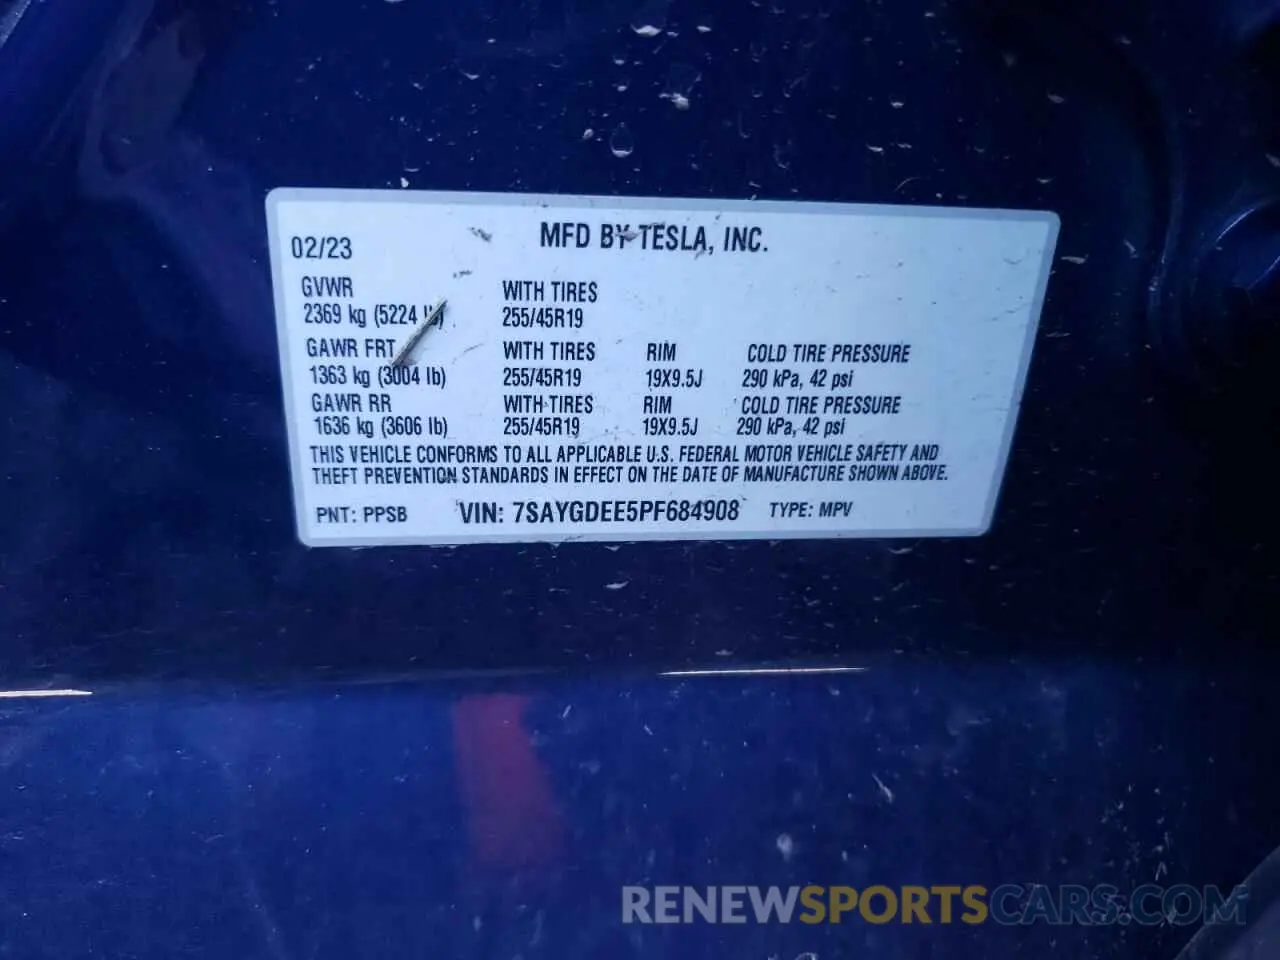 02/23 MFD BY TESLA, INC.
GVWR WITH TIRES
2369 kg (5224 lb) 255/45R19
GAWR FRT WITH TIRES RIM COLD TIRE PRESSURE
1363 kg (3004 lb) 255/45R19 19X9.5J 290 kPa, 42 psi
GAWR RR WITH TIRES RIM COLD TIRE PRESSURE
1636 kg (3606 lb) 255/45R19 19X9.5J 290 kPa, 42 psi
THIS VEHICLE CONFORMS TO ALL APPLICABLE U.S. FEDERAL MOTOR VEHICLE SAFETY AND
THEFT PREVENTION STANDARDS IN EFFECT ON THE DATE OF MANUFACTURE SHOWN ABOVE.
PNT: PPSB VIN: 7SAYGDEE5PF684908 TYPE: MPV
RENEWSPORTSCARS.COM